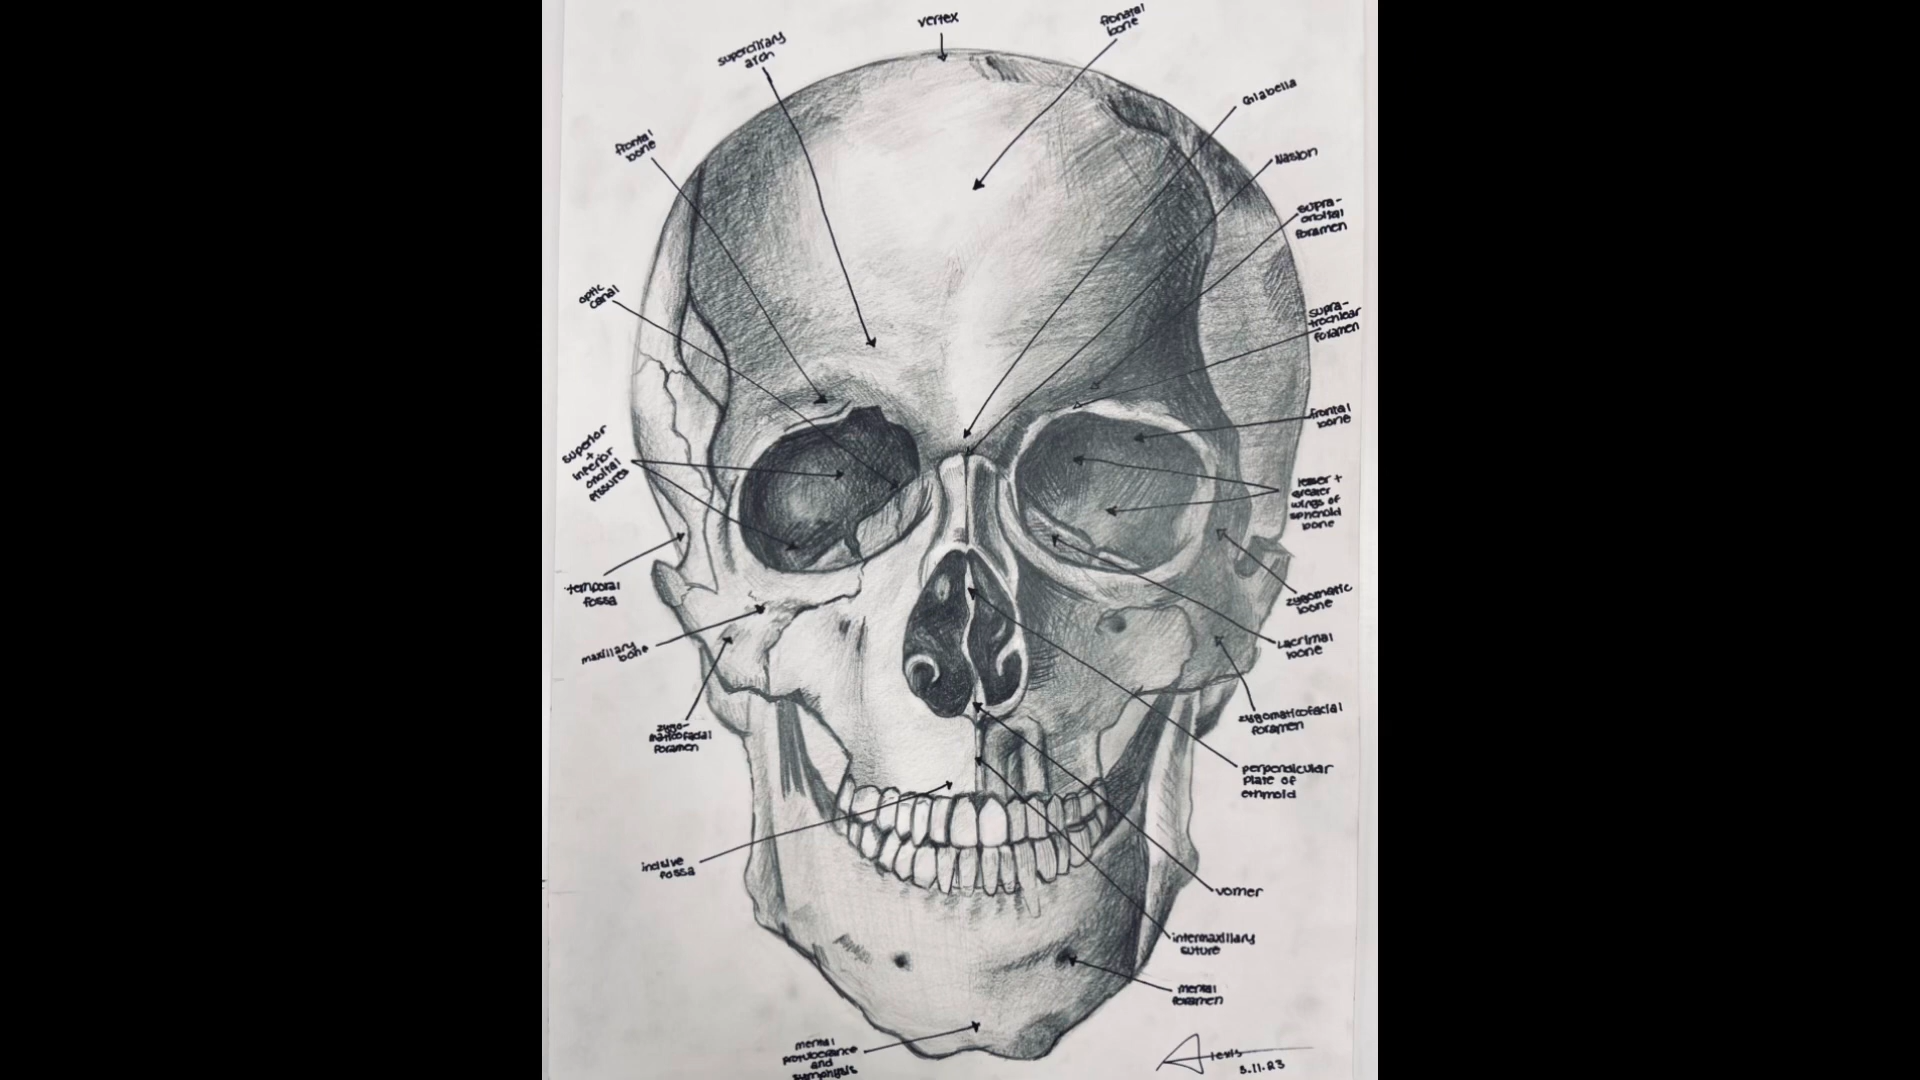 vertex
fronatal
bone
superciliary
arch
Glabella
frontal
bone
Nasion
supra-
orbital
foramen
optic
canal
supra-
trochlear
foramen
frontal
bone
superior
+
inferior
orbital
fissures
lesser +
greater
wings of
sphenoid
bone
temporal
fossa
zygomatic
bone
maxillary
bone
Lacrimal
bone
zygo-
maticofacial
foramen
zygomaticofacial
foramen
perpendicular
plate of
ethmoid
incisive
fossa
vomer
intermaxillary
suture
mental
foramen
mental
protuberance
and
symphysis
Alexis
5.11.23